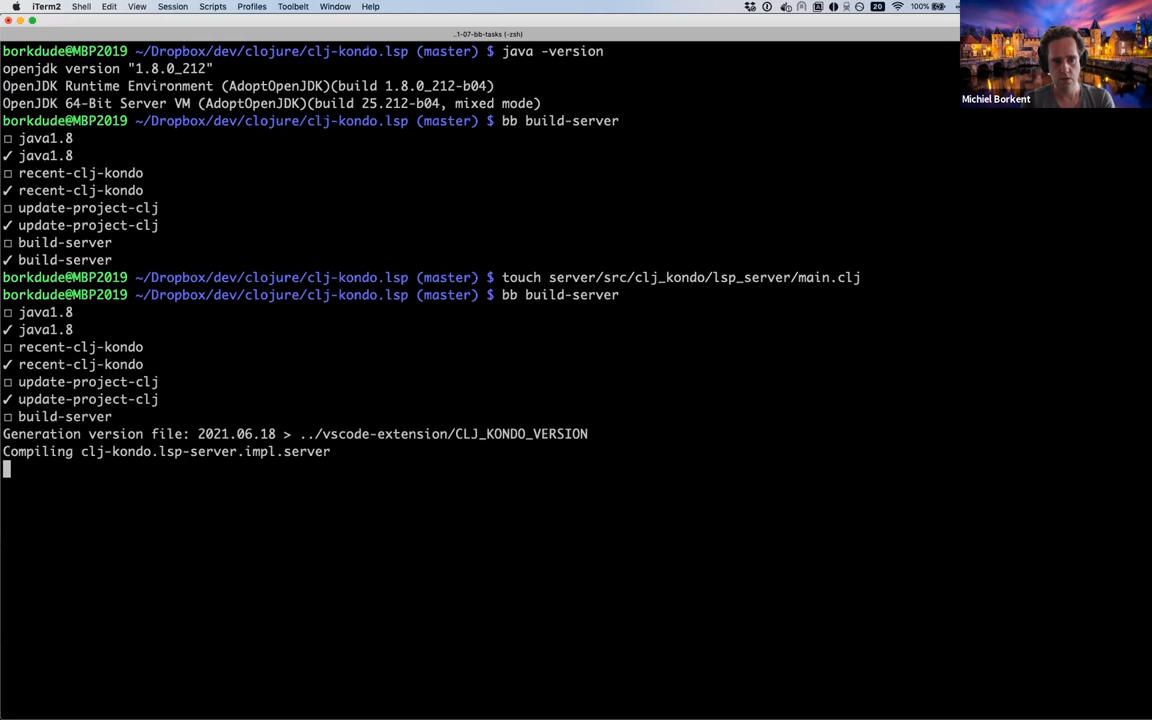 iTerm2 Shell Edit View Session Scripts Profiles Toolbelt Window Help 20 100%
..1-07-bb-tasks (-zsh)
borkdude@MBP2019 ~/Dropbox/dev/clojure/clj-kondo.lsp (master) $ java -version
openjdk version "1.8.0_212"
OpenJDK Runtime Environment (AdoptOpenJDK)(build 1.8.0_212-b04)
OpenJDK 64-Bit Server VM (AdoptOpenJDK)(build 25.212-b04, mixed mode)
Michiel Borkent
borkdude@MBP2019 ~/Dropbox/dev/clojure/clj-kondo.lsp (master) $ bb build-server
□ java1.8
✓ java1.8
□ recent-clj-kondo
✓ recent-clj-kondo
□ update-project-clj
✓ update-project-clj
□ build-server
✓ build-server
borkdude@MBP2019 ~/Dropbox/dev/clojure/clj-kondo.lsp (master) $ touch server/src/clj_kondo/lsp_server/main.clj
borkdude@MBP2019 ~/Dropbox/dev/clojure/clj-kondo.lsp (master) $ bb build-server
□ java1.8
✓ java1.8
□ recent-clj-kondo
✓ recent-clj-kondo
□ update-project-clj
✓ update-project-clj
□ build-server
Generation version file: 2021.06.18 > ../vscode-extension/CLJ_KONDO_VERSION
Compiling clj-kondo.lsp-server.impl.server